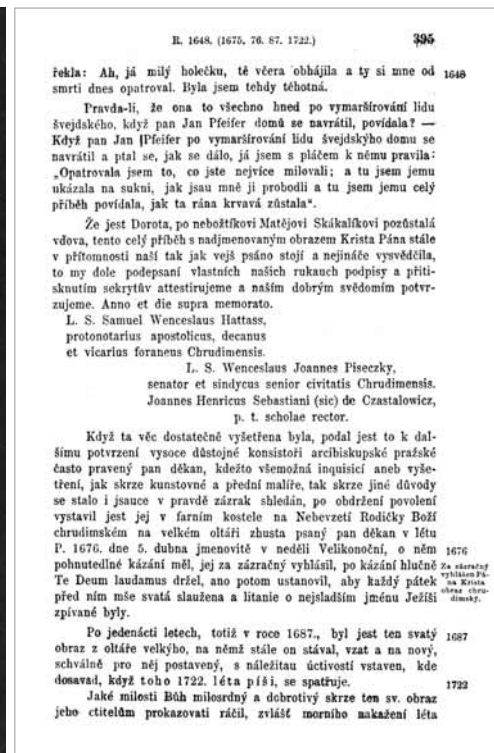 R. 1648. (1675. 76. 87. 1722.) 395
řekla: Ah, já milý holečku, tě včera obhájila a ty si mne od 1648
smrti dnes opatroval. Byla jsem tehdy těhotná.
Pravda-li, že ona to všechno hned po vymarširování lidu
švejdského, když pan Jan Pfeifer domů se navrátil, povídala? —
Když pan Jan Pfeifer po vymarširování lidu švejdskýho domu se
navrátil a ptal se, jak se dálo, já jsem s pláčem k němu pravila:
„Opatrovala jsem to, co jste nejvíce milovali; a tu jsem jemu
ukázala na sukni, jak jsau mně ji probodli a tu jsem jemu celý
příběh povídala, jak ta rána krvavá zůstala“.
Že jest Dorota, po nebožtíkovi Matějovi Skákalíkovi pozůstalá
vdova, tento celý příběh s nadjmenovaným obrazem Krista Pána stále
v přítomnosti naší tak jak vejš psáno stojí a nejináče vysvědčila,
to my dole podepsaní vlastních našich rukauch podpisy a přiti-
sknutím sekrytův attestirujeme a naším dobrým svědomím potvr-
zujeme. Anno et die supra memorato.
L. S. Samuel Wenceslaus Hattass,
protonotarius apostolicus, decanus
et vicarius foraneus Chrudimensis.
L. S. Wenceslaus Joannes Piseczky,
senator et sindycus senior civitatis Chrudimensis.
Joannes Henricus Sebastiani (sic) de Czastalowicz,
p. t. scholae rector.
Když ta věc dostatečně vyšetřena byla, podal jest to k dal-
šímu potvrzení vysoce důstojné konsistoři arcibiskupské pražské
často pravený pan děkan, kdežto všemožná inquisicí aneb vyše-
tření, jak skrze kunstovné a přední malíře, tak skrze jiné důvody
se stalo i jsauce v pravdě zázrak shledán, po obdržení povolení
vystavil jest jej v farním kostele na Nebevzetí Rodičky Boží
chrudimském na velkém oltáři zhusta psaný pan děkan v létu
P. 1676. dne 5. dubna jmenovitě v neděli Velikonoční, o něm 1676
pohnutedlné kázání měl, jej za zázračný vyhlásil, po kázání hlučně Za zázračný
Te Deum laudamus držel, ano potom ustanovil, aby každý pátek vyhlášen Pá-
před ním mše svatá slaužena a litanie o nejsladším jménu Ježíši na Krista
zpívané byly. obraz chru-
dimský.
Po jedenácti letech, totiž v roce 1687., byl jest ten svatý 1687
obraz z oltáře velkýho, na němž stále on stával, vzat a na nový,
schválně pro něj postavený, s náležitau úctivostí vstaven, kde
dosavad, když toho 1722. léta píši, se spatřuje. 1722
Jaké milosti Bůh milosrdný a dobrotivý skrze ten sv. obraz
jeho ctitelům prokazovati ráčil, zvlášť morního nakažení léta